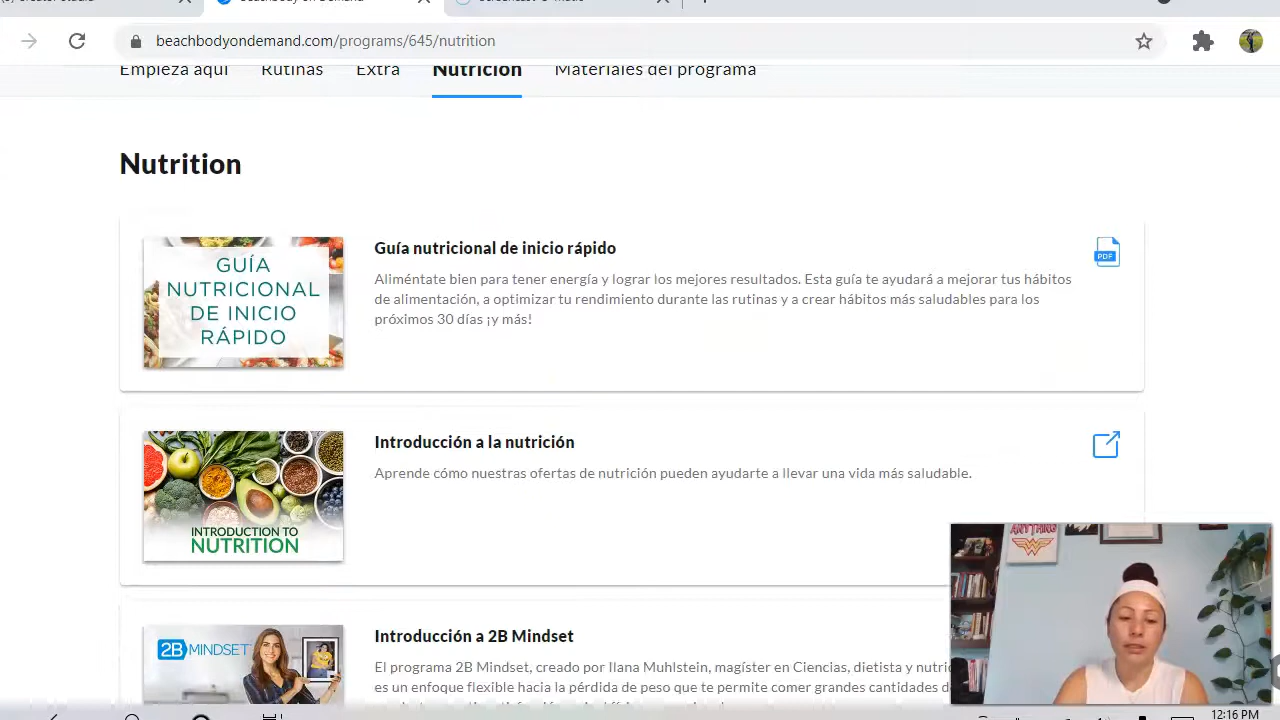 beachbodyondemand.com/programs/645/nutrition
Empieza aquí Rutinas Extra Nutrición Materiales del programa
Nutrition
GUÍA
NUTRICIONAL
DE INICIO
RÁPIDO
Guía nutricional de inicio rápido
Aliméntate bien para tener energía y lograr los mejores resultados. Esta guía te ayudará a mejorar tus hábitos
de alimentación, a optimizar tu rendimiento durante las rutinas y a crear hábitos más saludables para los
próximos 30 días ¡y más!
PDF
INTRODUCTION TO
NUTRITION
Introducción a la nutrición
Aprende cómo nuestras ofertas de nutrición pueden ayudarte a llevar una vida más saludable.
2B MINDSET
Introducción a 2B Mindset
El programa 2B Mindset, creado por Ilana Muhlstein, magíster en Ciencias, dietista y nutric
es un enfoque flexible hacia la pérdida de peso que te permite comer grandes cantidades d
ANYTHING
12:16 PM